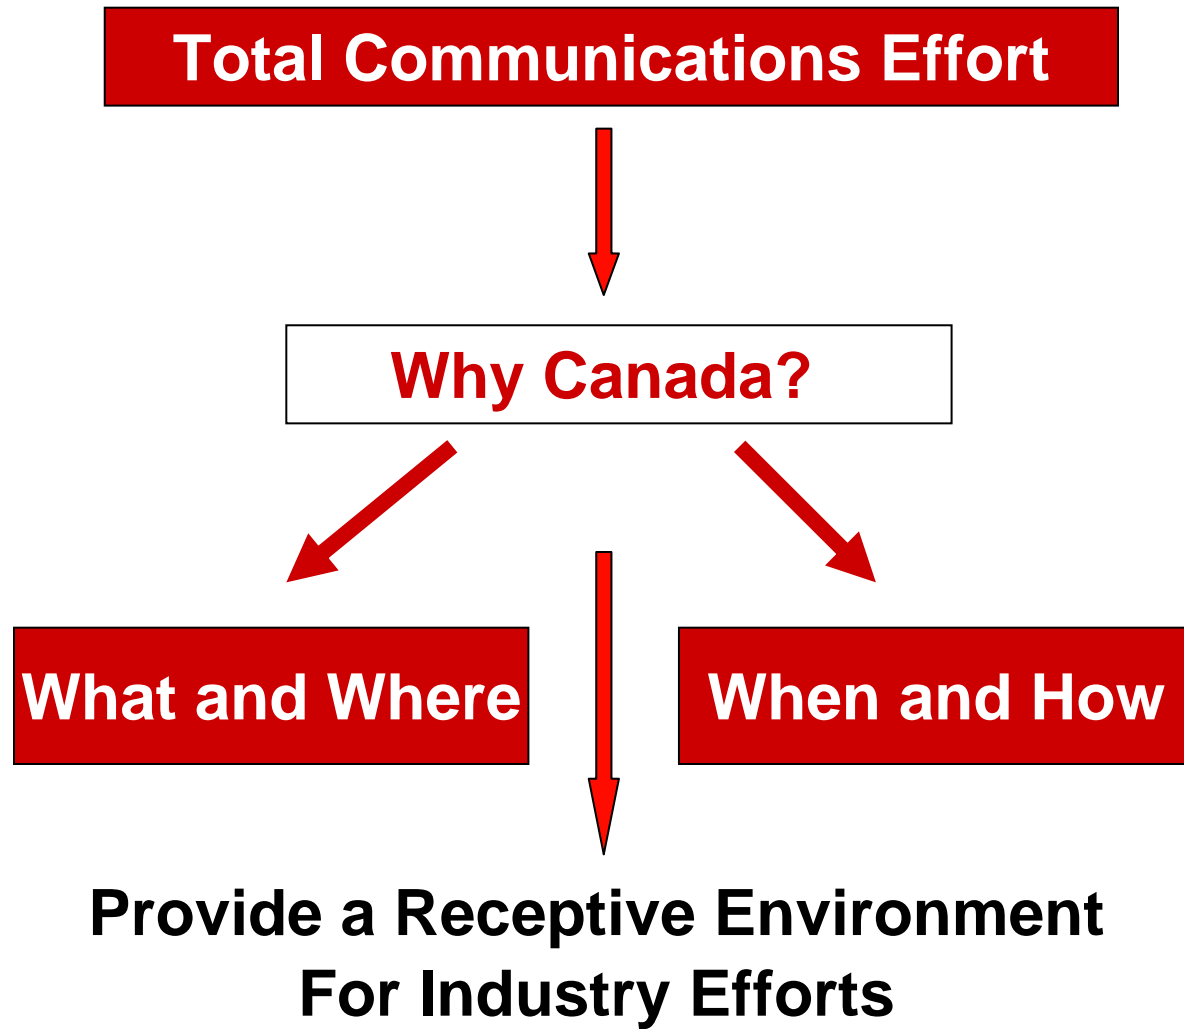 Total Communications Effort
Why Canada?
What and Where
When and How
Provide a Receptive Environment
For Industry Efforts